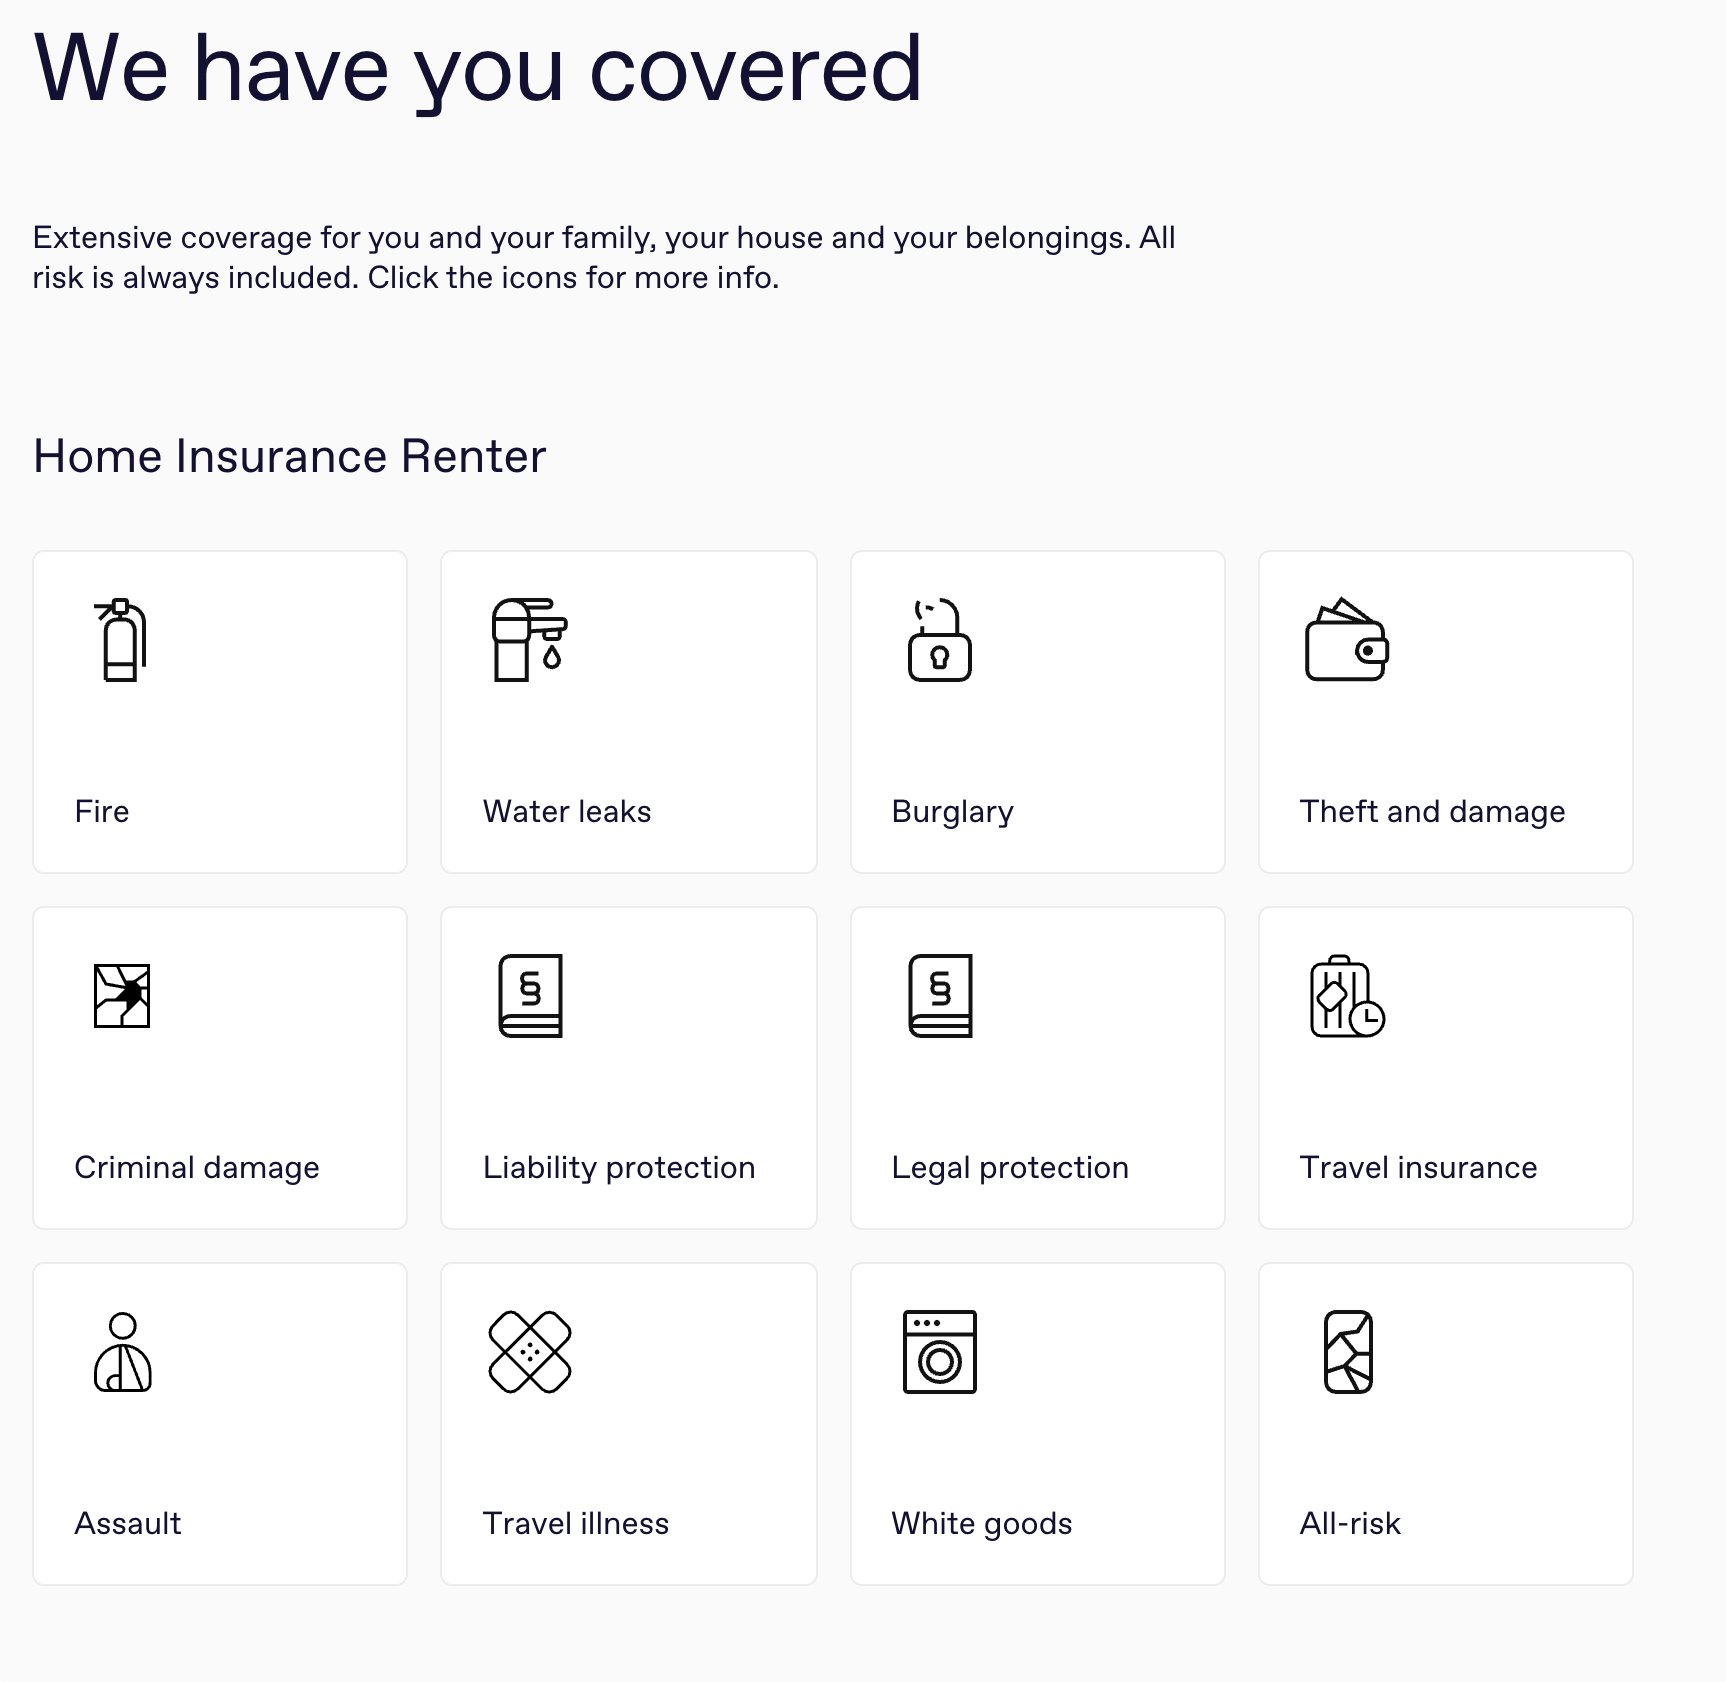 We have you covered
Extensive coverage for you and your family, your house and your belongings. All
risk is always included. Click the icons for more info.
Home Insurance Renter
Fire
Water leaks
Burglary
Theft and damage
§
§
Criminal damage
Liability protection
Legal protection
Travel insurance
Assault
Travel illness
White goods
All-risk